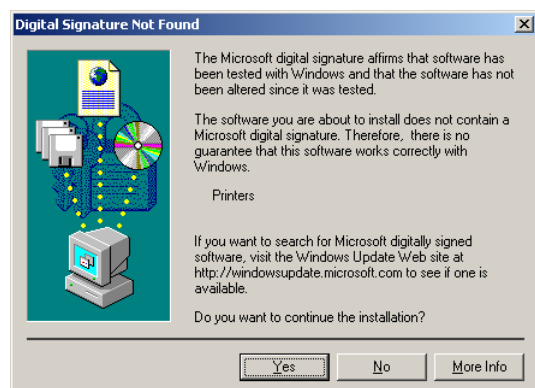 Digital Signature Not Found
The Microsoft digital signature affirms that software has
been tested with Windows and that the software has not
been altered since it was tested.
The software you are about to install does not contain a
Microsoft digital signature. Therefore, there is no
guarantee that this software works correctly with
Windows.
Printers
If you want to search for Microsoft digitally signed
software, visit the Windows Update Web site at
http://windowsupdate.microsoft.com to see if one is
available.
Do you want to continue the installation?
Yes No More Info